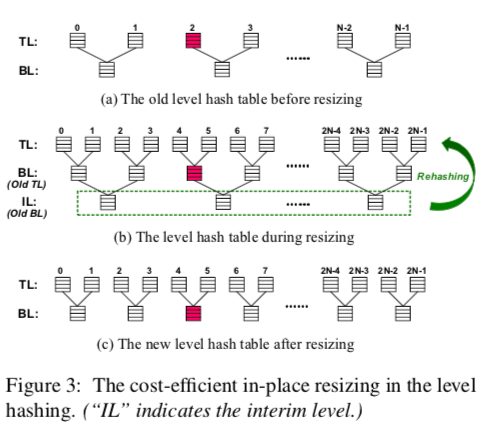 0 1 2 3 N-2 N-1
TL:
BL:
......
(a) The old level hash table before resizing
0 1 2 3 4 5 6 7 2N-4 2N-3 2N-2 2N-1
TL:
BL:
(Old TL)
......
Rehashing
IL:
(Old BL)
......
(b) The level hash table during resizing
0 1 2 3 4 5 6 7 2N-4 2N-3 2N-2 2N-1
TL:
BL:
......
(c) The new level hash table after resizing
Figure 3: The cost-efficient in-place resizing in the level
hashing. (“IL” indicates the interim level.)